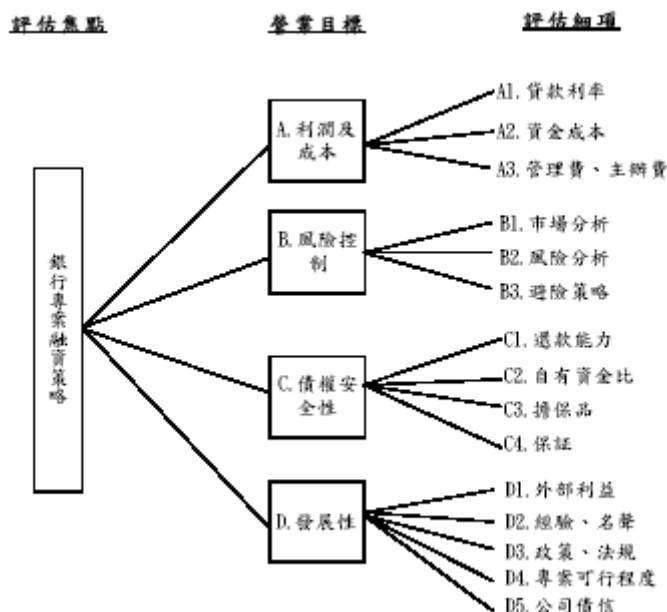 評估焦點
營業目標
評估細項
銀行專案融資策略
A.利潤及
成本
A1.貸款利率
A2.資金成本
A3.管理費、主辦費
B.風險控
制
B1.市場分析
B2.風險分析
B3.避險策略
C.債權安
全性
C1.還款能力
C2.自有資金比
C3.擔保品
C4.保証
D.發展性
D1.外部利益
D2.經驗、名聲
D3.政策、法規
D4.專案可行程度
D5.公司債信